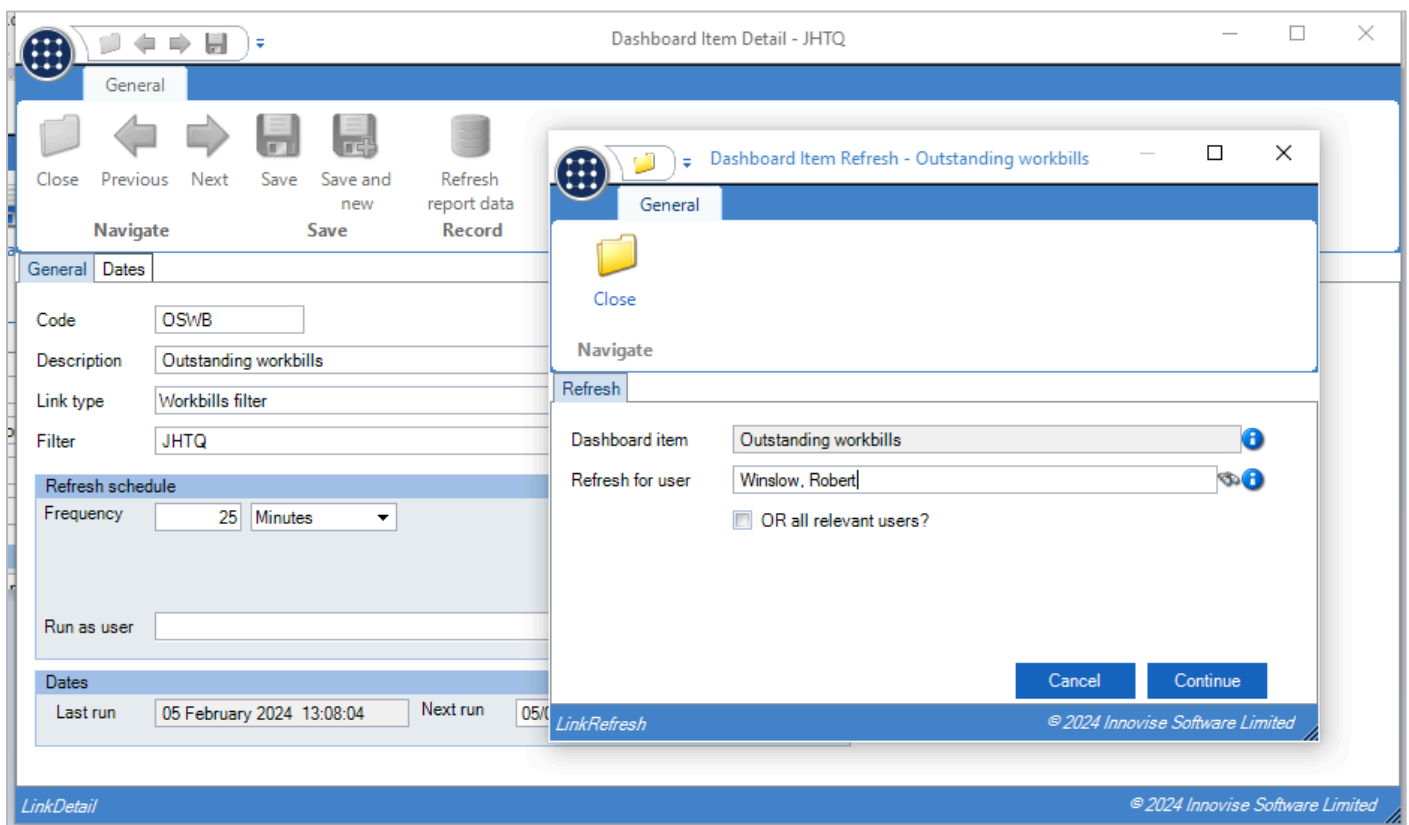 Dashboard Item Detail - JHTQ
General
Close Previous Next Save Save and new Refresh report data
Navigate Save Record
General Dates
Code OSWB
Description Outstanding workbills
Link type Workbills filter
Filter JHTQ
Refresh schedule
Frequency 25 Minutes
Run as user
Dates
Last run 05 February 2024 13:08:04 Next run
LinkDetail © 2024 Innovise Software Limited
Dashboard Item Refresh - Outstanding workbills
General
Close
Navigate
Refresh
Dashboard item Outstanding workbills
Refresh for user Winslow, Robert
OR all relevant users?
Cancel Continue
LinkRefresh © 2024 Innovise Software Limited